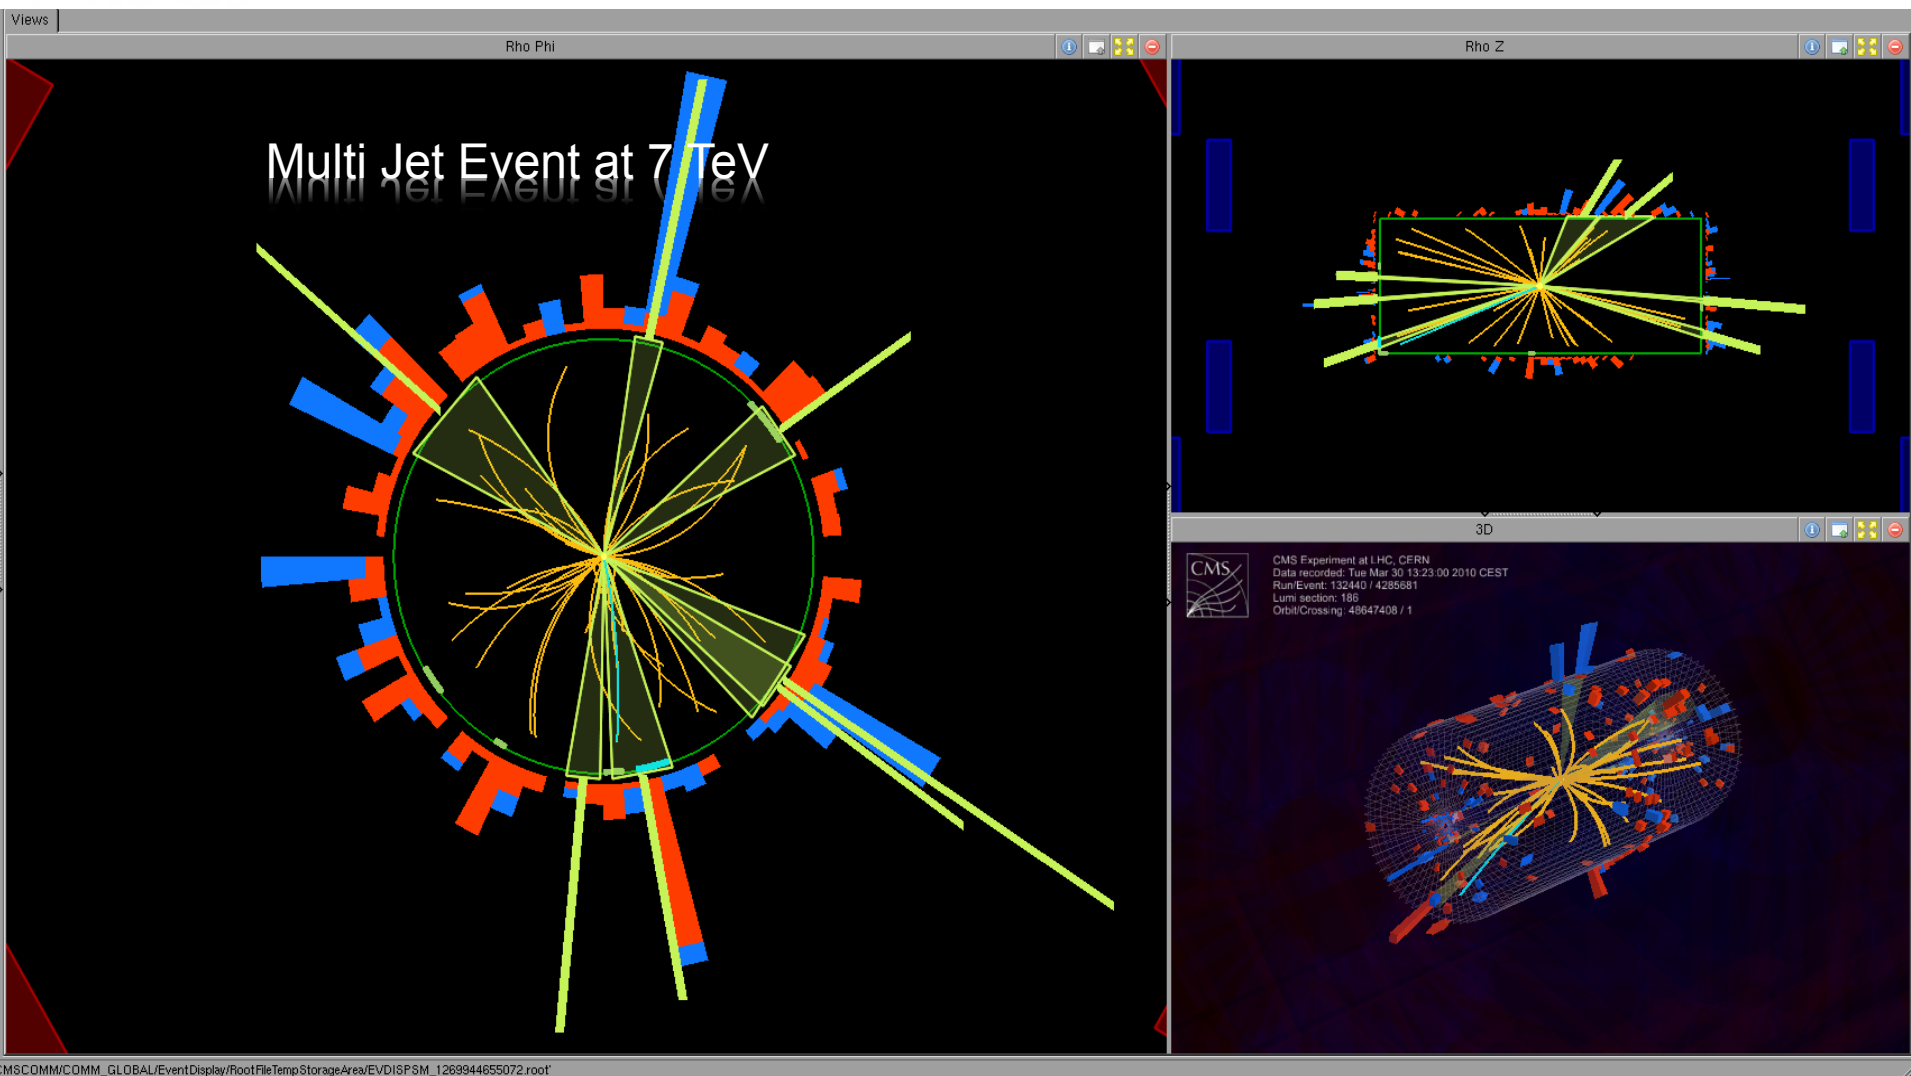 Views
Rho Phi
Multi Jet Event at 7 TeV
Rho Z
3D
CMS
CMS Experiment at LHC, CERN
Data recorded: Tue Mar 30 13:23:00 2010 CEST
Run/Event: 132440 / 4285681
Lumi section: 186
Orbit/Crossing: 48647408 / 1
CMSCOMM/COMM_GLOBAL/EventDisplay/RootFileTempStorageArea/EVDISPSM_1269944655072.root'